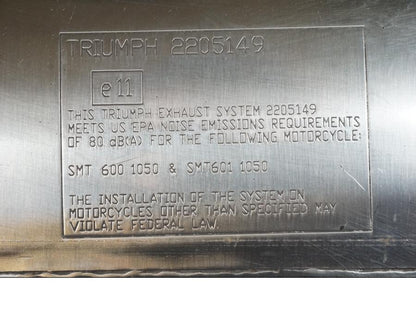 TRIUMPH 2205149
e11
THIS TRIUMPH EXHAUST SYSTEM 2205149
MEETS US EPA NOISE EMISSIONS REQUIREMENTS
OF 80 dB(A) FOR THE FOLLOWING MOTORCYCLE:
SMT 600 1050 & SMT601 1050
THE INSTALLATION OF THE SYSTEM ON
MOTORCYCLES OTHER THAN SPECIFIED MAY
VIOLATE FEDERAL LAW.